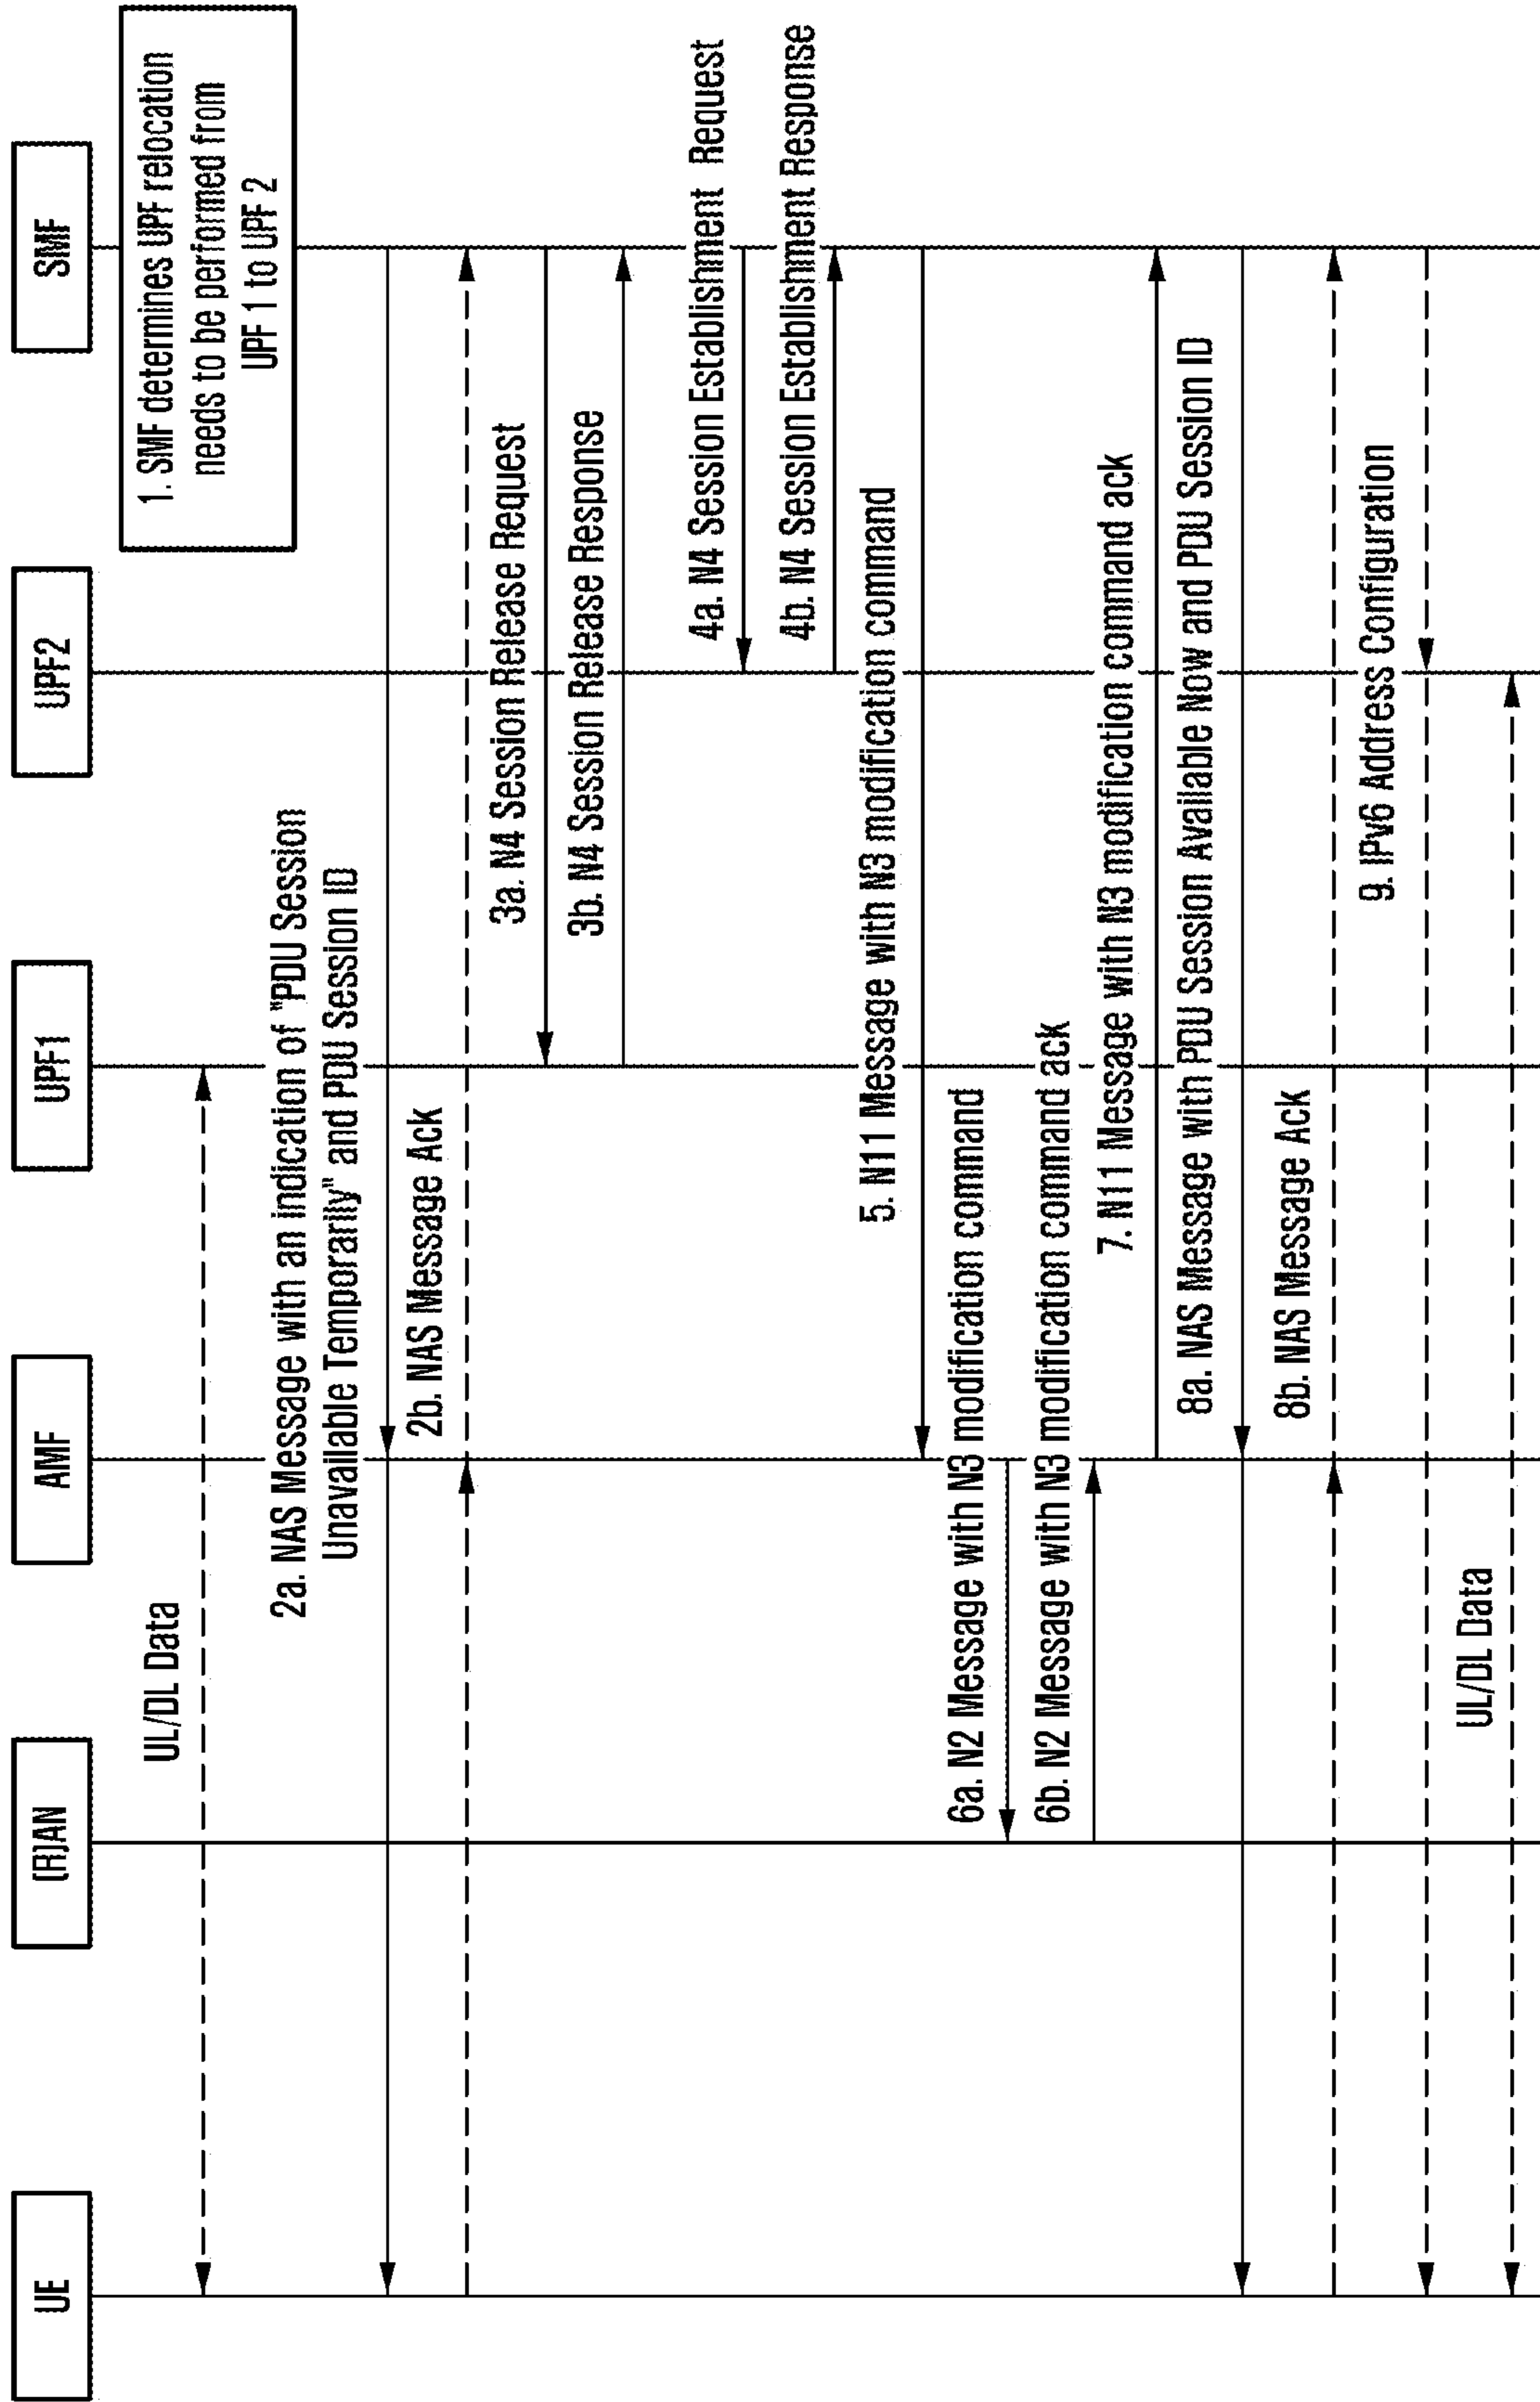 UE
(R)AN
AMF
UPF1
UPF2
SMF
1. SMF determines UPF relocation
needs to be performed from
UPF 1 to UPF 2
UL/DL Data
2a. NAS Message with an indication of "PDU Session
Unavailable Temporarily" and PDU Session ID
2b. NAS Message Ack
3a. N4 Session Release Request
3b. N4 Session Release Response
4a. N4 Session Establishment Request
4b. N4 Session Establishment Response
5. N11 Message with N3 modification command
6a. N2 Message with N3 modification command
6b. N2 Message with N3 modification command ack
7. N11 Message with N3 modification command ack
8a. NAS Message with PDU Session Available Now and PDU Session ID
8b. NAS Message Ack
9. IPv6 Address Configuration
UL/DL Data